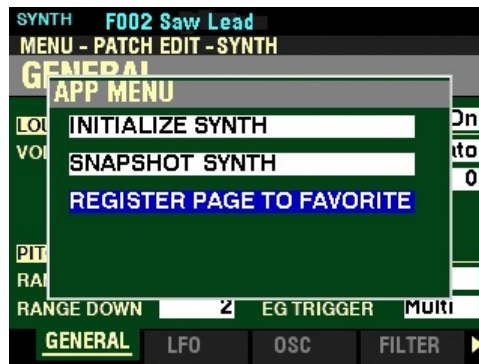 SYNTH F002 Saw Lead
MENU - PATCH EDIT - SYNTH
APP MENU
INITIALIZE SYNTH
SNAPSHOT SYNTH
REGISTER PAGE TO FAVORITE
0
RANGE DOWN 2 EG TRIGGER Multi
GENERAL LFO OSC FILTER